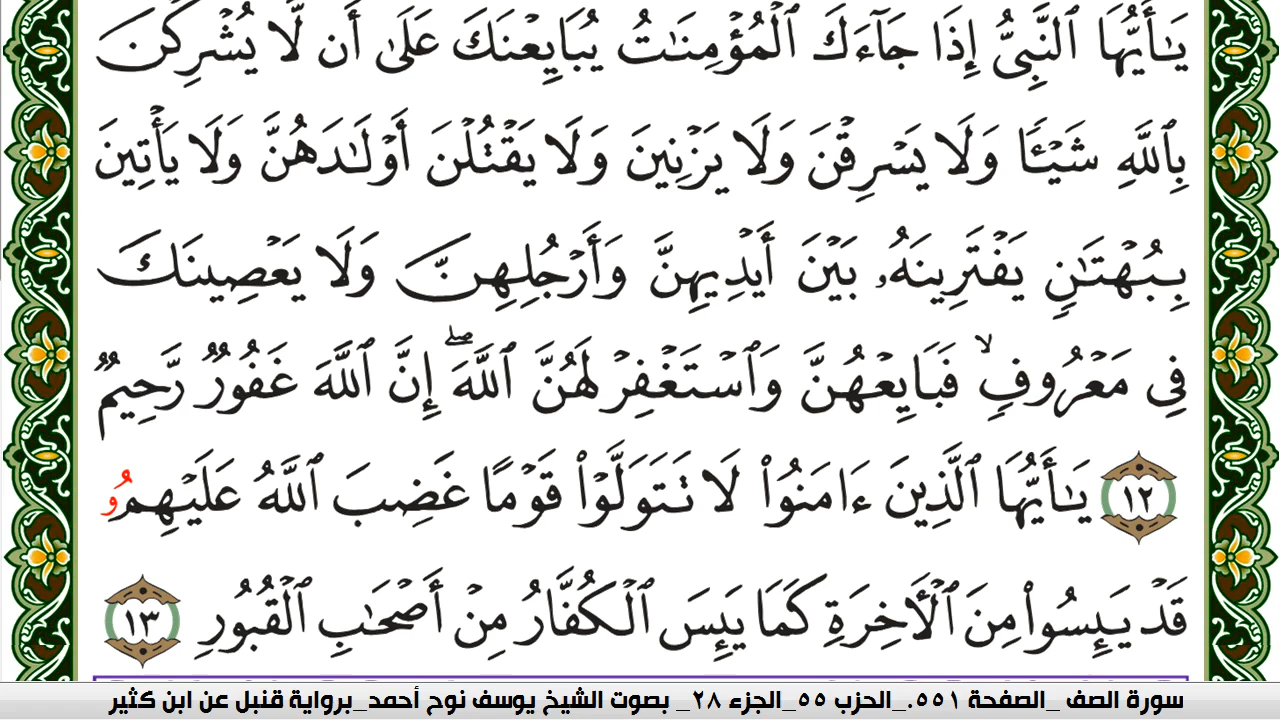 يَـٰٓأَيُّهَا ٱلنَّبِىُّ إِذَا جَآءَكَ ٱلْمُؤْمِنَـٰتُ يُبَايِعْنَكَ عَلَىٰٓ أَن لَّا يُشْرِكْنَ
بِٱللَّهِ شَيْـًٔا وَلَا يَسْرِقْنَ وَلَا يَزْنِينَ وَلَا يَقْتُلْنَ أَوْلَـٰدَهُنَّ وَلَا يَأْتِينَ
بِبُهْتَـٰنٍ يَفْتَرِينَهُۥ بَيْنَ أَيْدِيهِنَّ وَأَرْجُلِهِنَّ وَلَا يَعْصِينَكَ
فِى مَعْرُوفٍ ۙ فَبَايِعْهُنَّ وَٱسْتَغْفِرْ لَهُنَّ ٱللَّهَ ۖ إِنَّ ٱللَّهَ غَفُورٌ رَّحِيمٌ
١٢ يَـٰٓأَيُّهَا ٱلَّذِينَ ءَامَنُوا۟ لَا تَتَوَلَّوْا۟ قَوْمًا غَضِبَ ٱللَّهُ عَلَيْهِمُو
قَدْ يَئِسُوا۟ مِنَ ٱلْأَخِرَةِ كَمَا يَئِسَ ٱلْكُفَّارُ مِنْ أَصْحَـٰبِ ٱلْقُبُورِ ١٣
سورة الصف _الصفحة ٥٥١._الحزب ٥٥_الجزء ٢٨_ بصوت الشيخ يوسف نوح أحمد_برواية قنبل عن ابن كثير